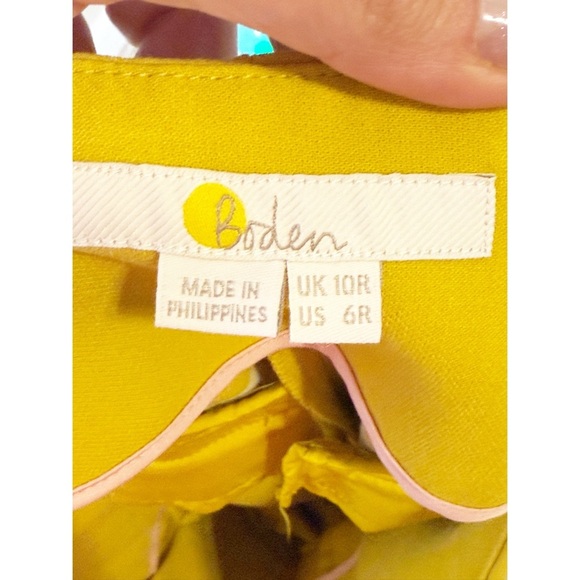 Boden
MADE IN
PHILIPPINES
UK 10R
US 6R